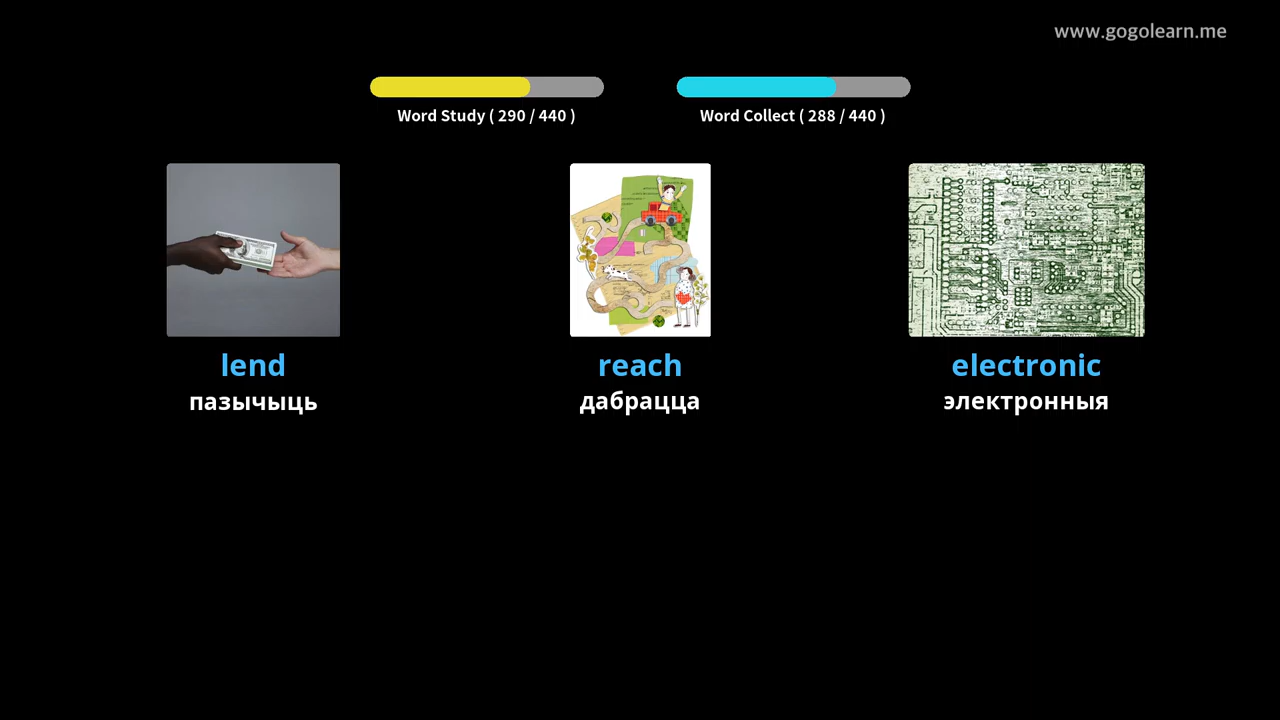 www.gogolearn.me
Word Study ( 290 / 440 )
Word Collect ( 288 / 440 )
lend
пазычыць
reach
дабрацца
electronic
электронныя